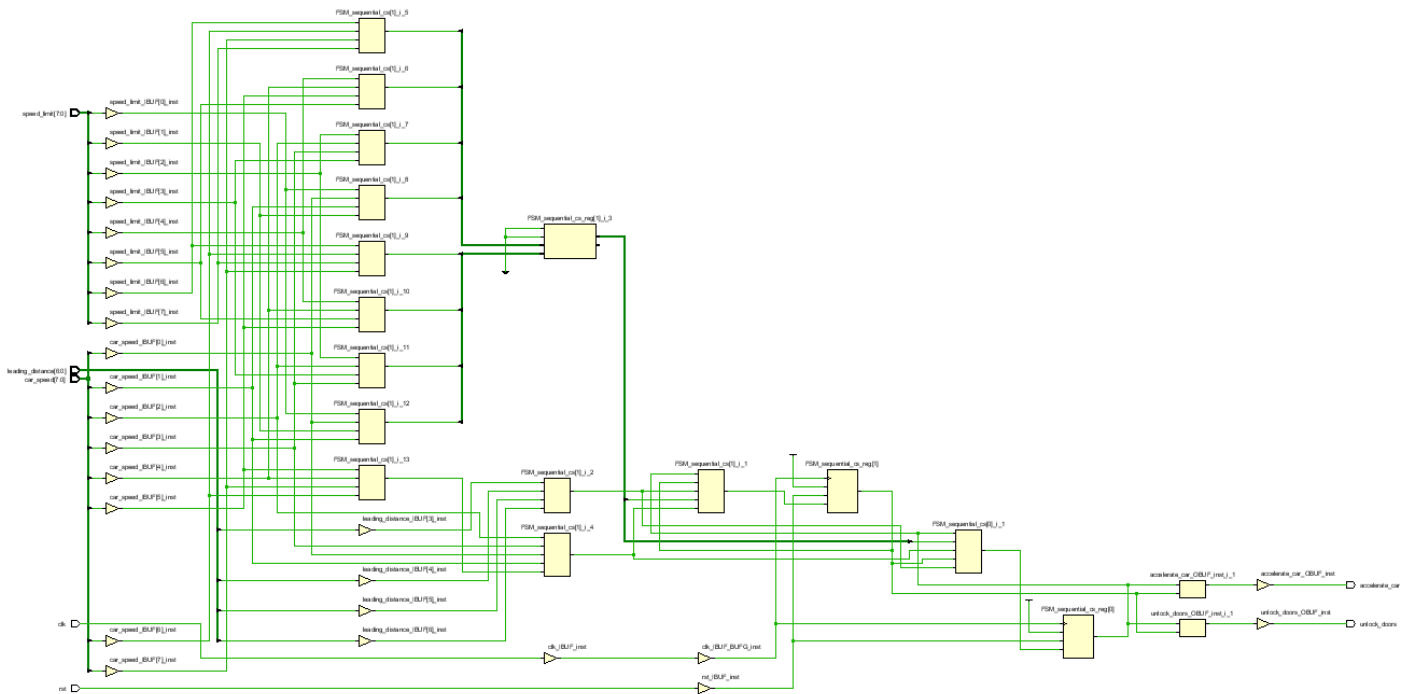 FSM_sequential_cs[1]_i_5
FSM_sequential_cs[1]_i_6
speed_limit_IBUF[0]_inst
speed_limit[7:0]
FSM_sequential_cs[1]_i_7
speed_limit_IBUF[1]_inst
speed_limit_IBUF[2]_inst
FSM_sequential_cs[1]_i_8
speed_limit_IBUF[3]_inst
FSM_sequential_cs_reg[1]_i_3
speed_limit_IBUF[4]_inst
FSM_sequential_cs[1]_i_9
speed_limit_IBUF[5]_inst
speed_limit_IBUF[6]_inst
FSM_sequential_cs[1]_i_10
speed_limit_IBUF[7]_inst
car_speed_IBUF[0]_inst
FSM_sequential_cs[1]_i_11
leading_distance[6:0]
car_speed[7:0]
car_speed_IBUF[1]_inst
FSM_sequential_cs[1]_i_12
car_speed_IBUF[2]_inst
car_speed_IBUF[3]_inst
FSM_sequential_cs[1]_i_13
car_speed_IBUF[4]_inst
FSM_sequential_cs[1]_i_2
FSM_sequential_cs[1]_i_1
FSM_sequential_cs_reg[1]
car_speed_IBUF[5]_inst
leading_distance_IBUF[3]_inst
FSM_sequential_cs[1]_i_4
FSM_sequential_cs[0]_i_1
leading_distance_IBUF[4]_inst
accelerate_car_OBUF_inst_i_1
accelerate_car_OBUF_inst
accelerate_car
leading_distance_IBUF[5]_inst
FSM_sequential_cs_reg[0]
unlock_doors_OBUF_inst_i_1
unlock_doors_OBUF_inst
unlock_doors
clk
car_speed_IBUF[6]_inst
leading_distance_IBUF[6]_inst
clk_IBUF_inst
clk_IBUF_BUFG_inst
car_speed_IBUF[7]_inst
rst_IBUF_inst
rst